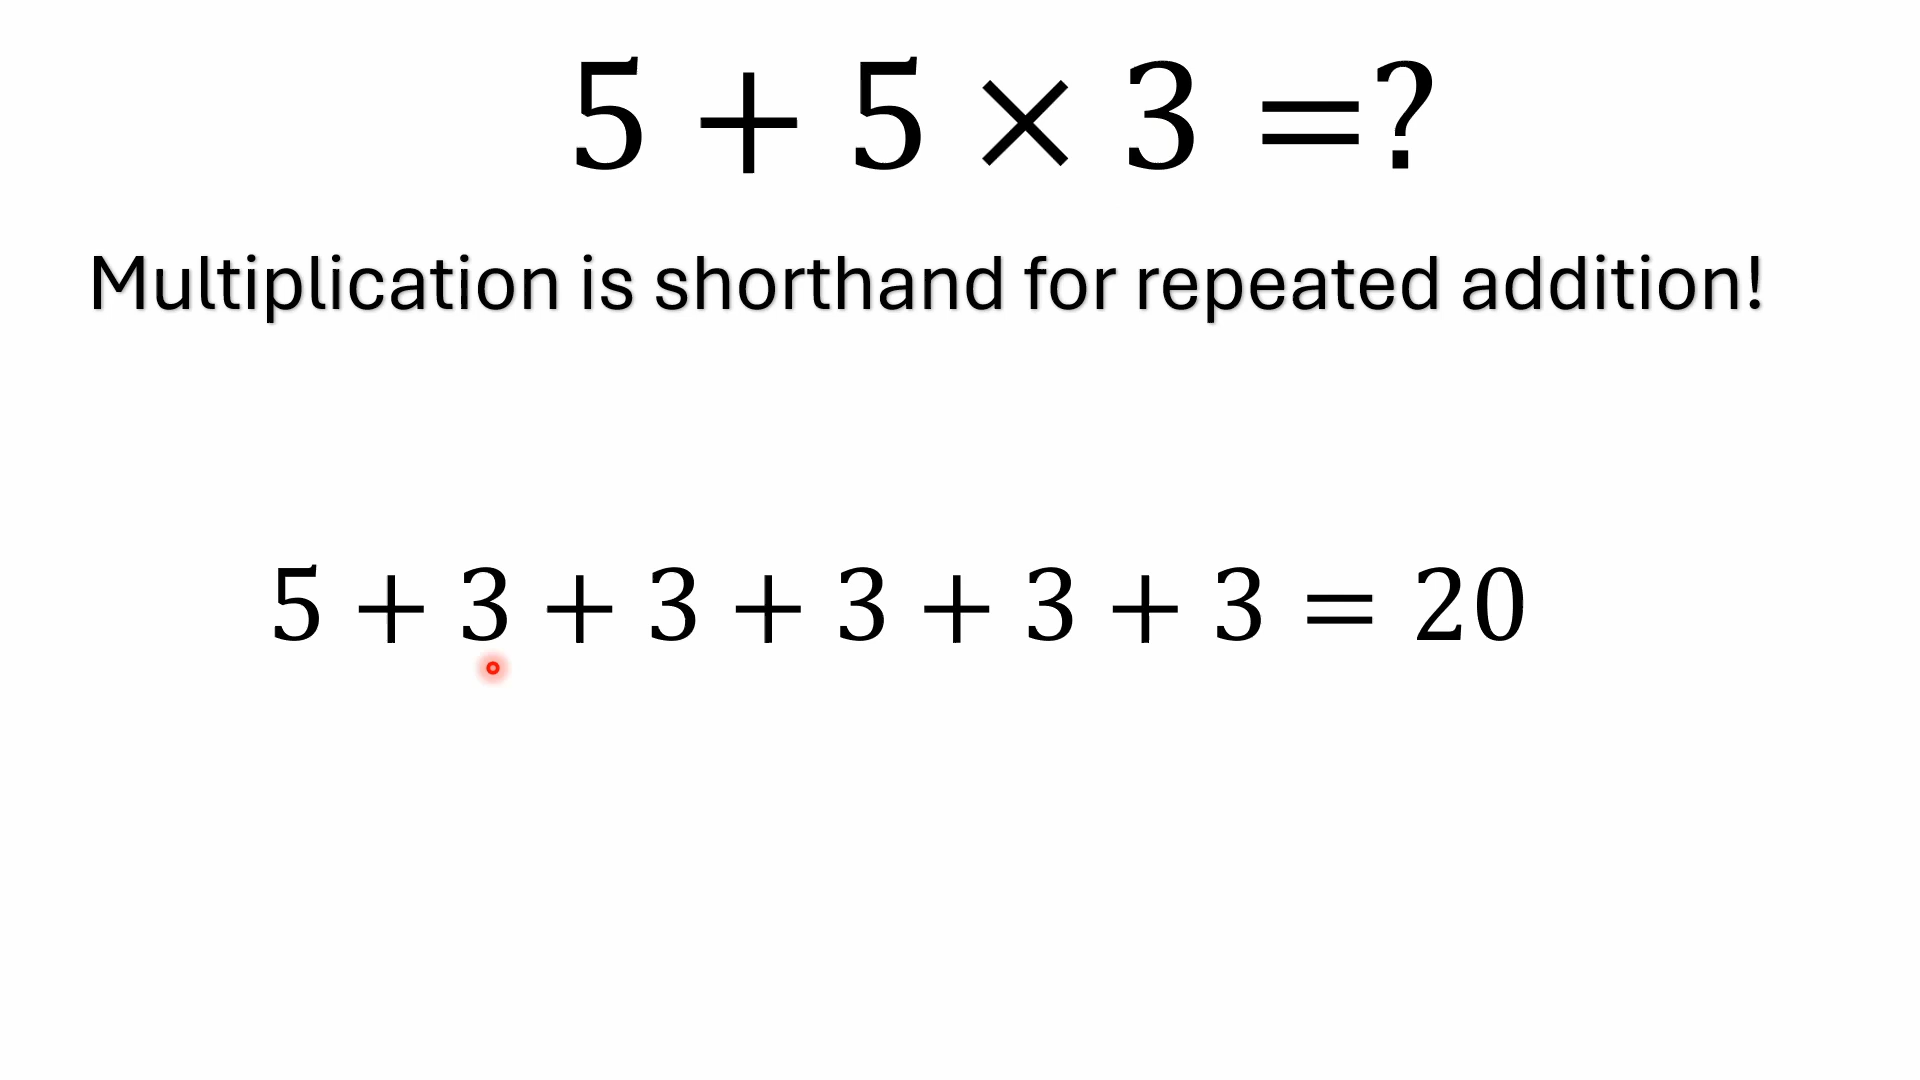 5 + 5 × 3 =?
Multiplication is shorthand for repeated addition!
5 + 3 + 3 + 3 + 3 + 3 = 20